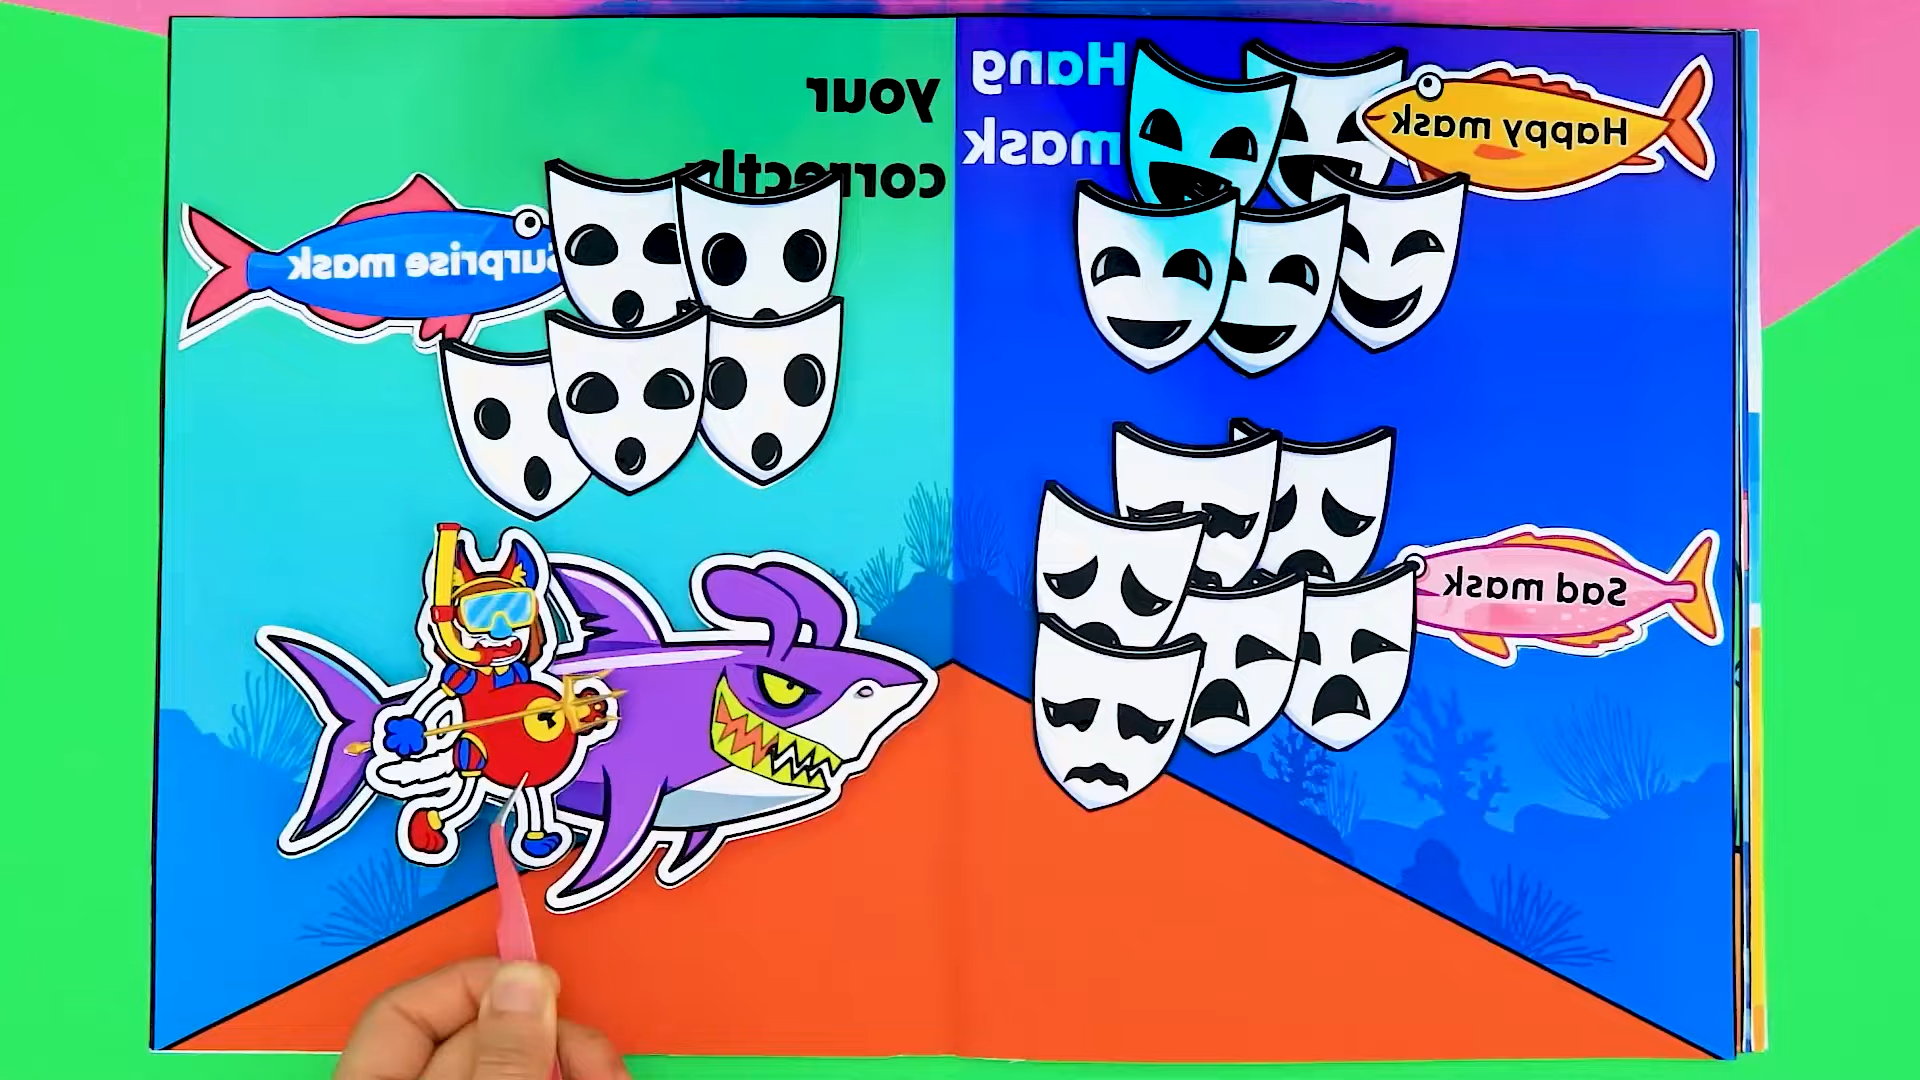 Hang your
mask correctly
Happy mask
Surprise mask
Sad mask